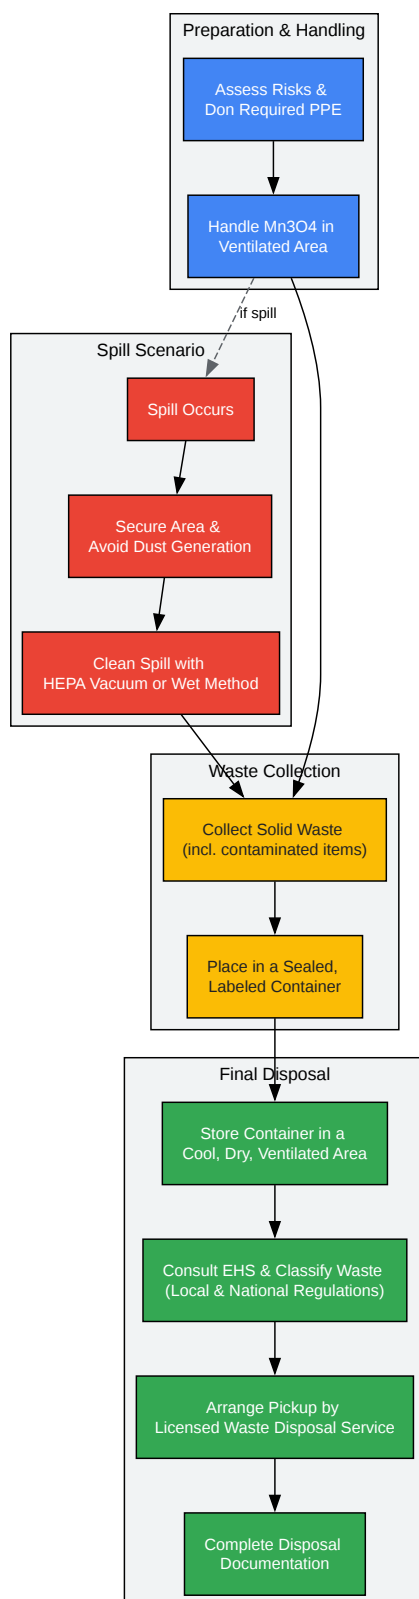 Preparation & Handling
Assess Risks &
Don Required PPE
Handle Mn3O4 in
Ventilated Area
if spill
Spill Scenario
Spill Occurs
Secure Area &
Avoid Dust Generation
Clean Spill with
HEPA Vacuum or Wet Method
Waste Collection
Collect Solid Waste
(incl. contaminated items)
Place in a Sealed,
Labeled Container
Final Disposal
Store Container in a
Cool, Dry, Ventilated Area
Consult EHS & Classify Waste
(Local & National Regulations)
Arrange Pickup by
Licensed Waste Disposal Service
Complete Disposal
Documentation